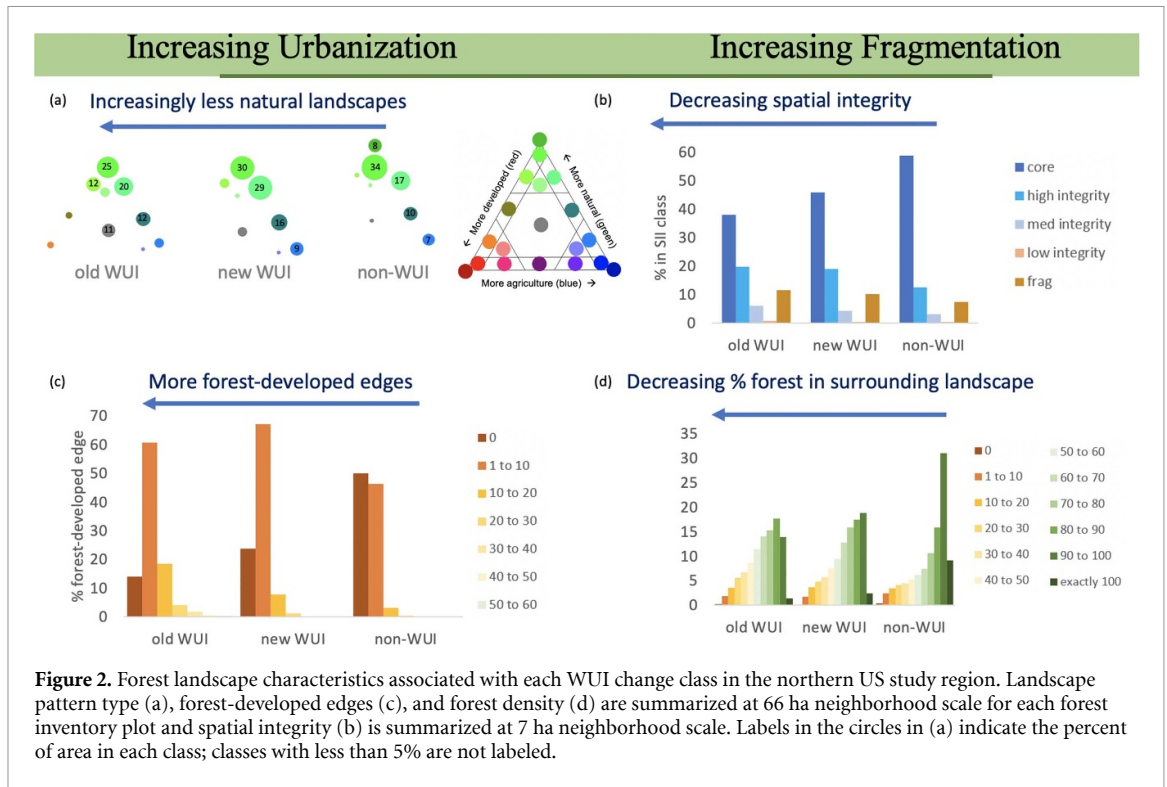 Increasing Urbanization
Increasing Fragmentation
(a)
Increasingly less natural landscapes
8
25
30
34
12
20
29
17
12
16
10
11
9
7
old WUI
new WUI
non-WUI
← More developed (red)
← More natural (green)
More agriculture (blue) →
(b)
Decreasing spatial integrity
% in SII class
60
50
40
30
20
10
0
old WUI
new WUI
non-WUI
core
high integrity
med integrity
low integrity
frag
(c)
More forest-developed edges
% forest-developed edge
70
60
50
40
30
20
10
0
old WUI
new WUI
non-WUI
0
1 to 10
10 to 20
20 to 30
30 to 40
40 to 50
50 to 60
(d)
Decreasing % forest in surrounding landscape
35
30
25
20
15
10
5
0
old WUI
new WUI
non-WUI
0
1 to 10
10 to 20
20 to 30
30 to 40
40 to 50
50 to 60
60 to 70
70 to 80
80 to 90
90 to 100
exactly 100
Figure 2. Forest landscape characteristics associated with each WUI change class in the northern US study region. Landscape
pattern type (a), forest-developed edges (c), and forest density (d) are summarized at 66 ha neighborhood scale for each forest
inventory plot and spatial integrity (b) is summarized at 7 ha neighborhood scale. Labels in the circles in (a) indicate the percent
of area in each class; classes with less than 5% are not labeled.